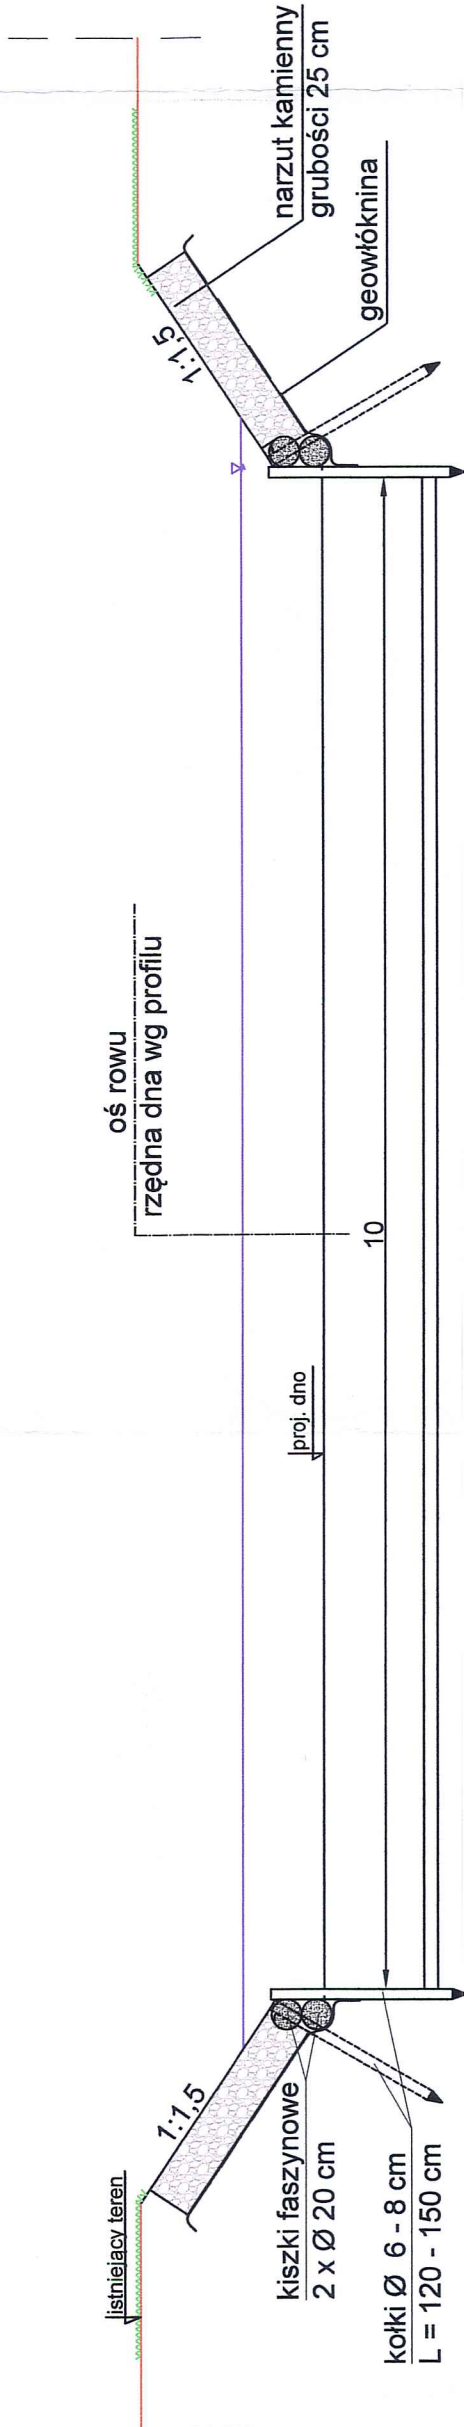 istniejący teren
1:1,5
kiszki faszynowe
2 x Ø 20 cm
kołki Ø 6 - 8 cm
L = 120 - 150 cm
proj. dno
10
oś rowu
rzędna dna wg profilu
1:1,5
narzut kamienny
grubości 25 cm
geowłóknina